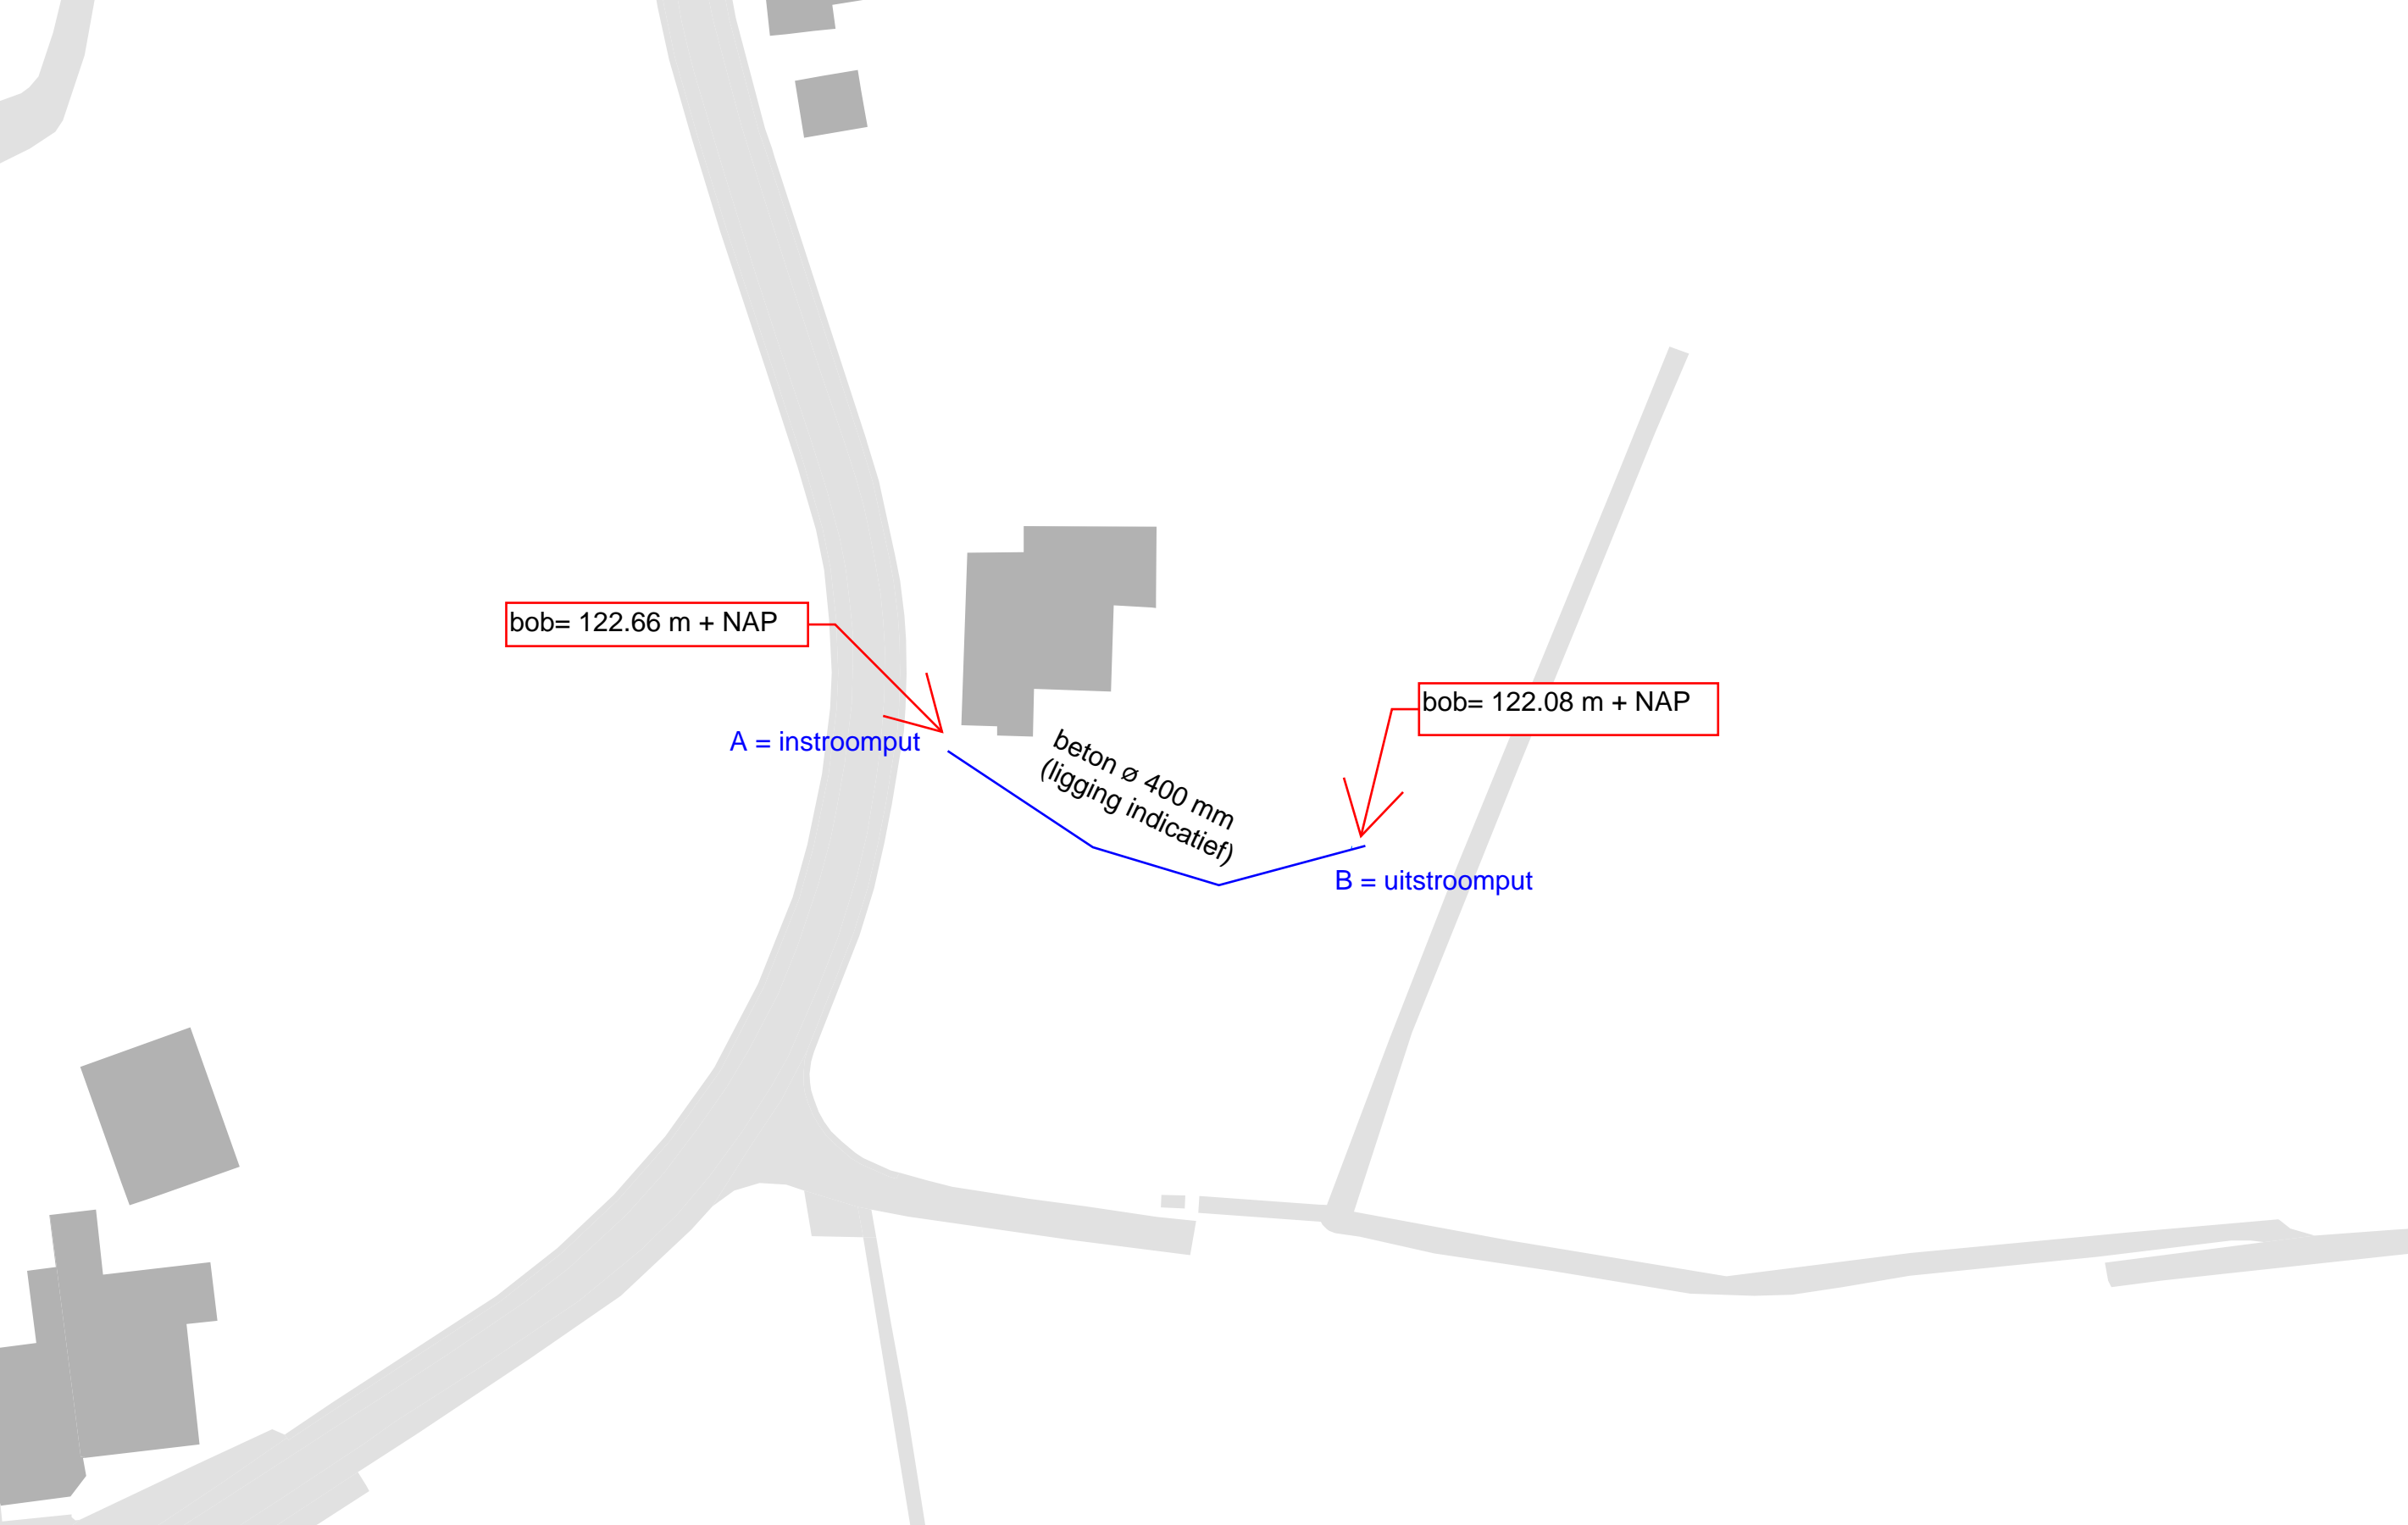 bob= 122.66 m + NAP
bob= 122.08 m + NAP
A = instroomput
beton ø 400 mm
(ligging indicatief)
B = uitstroomput